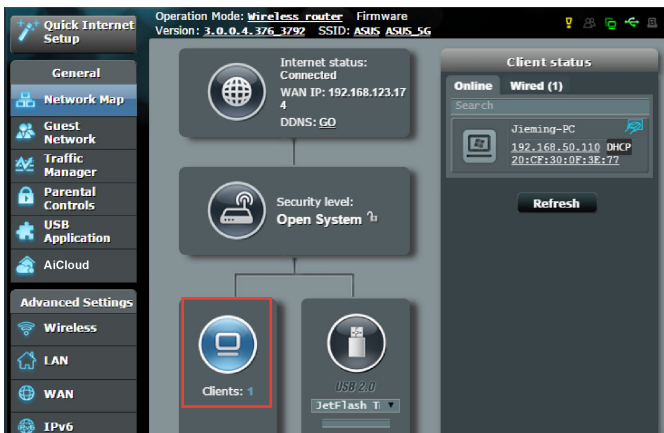 Quick Internet
Setup
General
Network Map
Guest
Network
Traffic
Manager
Parental
Controls
USB
Application
AiCloud
Advanced Settings
Wireless
LAN
WAN
IPv6
Operation Mode: Wireless router Firmware
Version: 3.0.0.4.376_3792 SSID: ASUS ASUS_5G
Internet status:
Connected
WAN IP: 192.168.123.17
4
DDNS: GO
Security level:
Open System
Clients: 1
USB 2.0
JetFlash T
Client status
Online Wired (1)
Search
Jieming-PC
192.168.50.110 DHCP
20:CF:30:0F:3E:77
Refresh